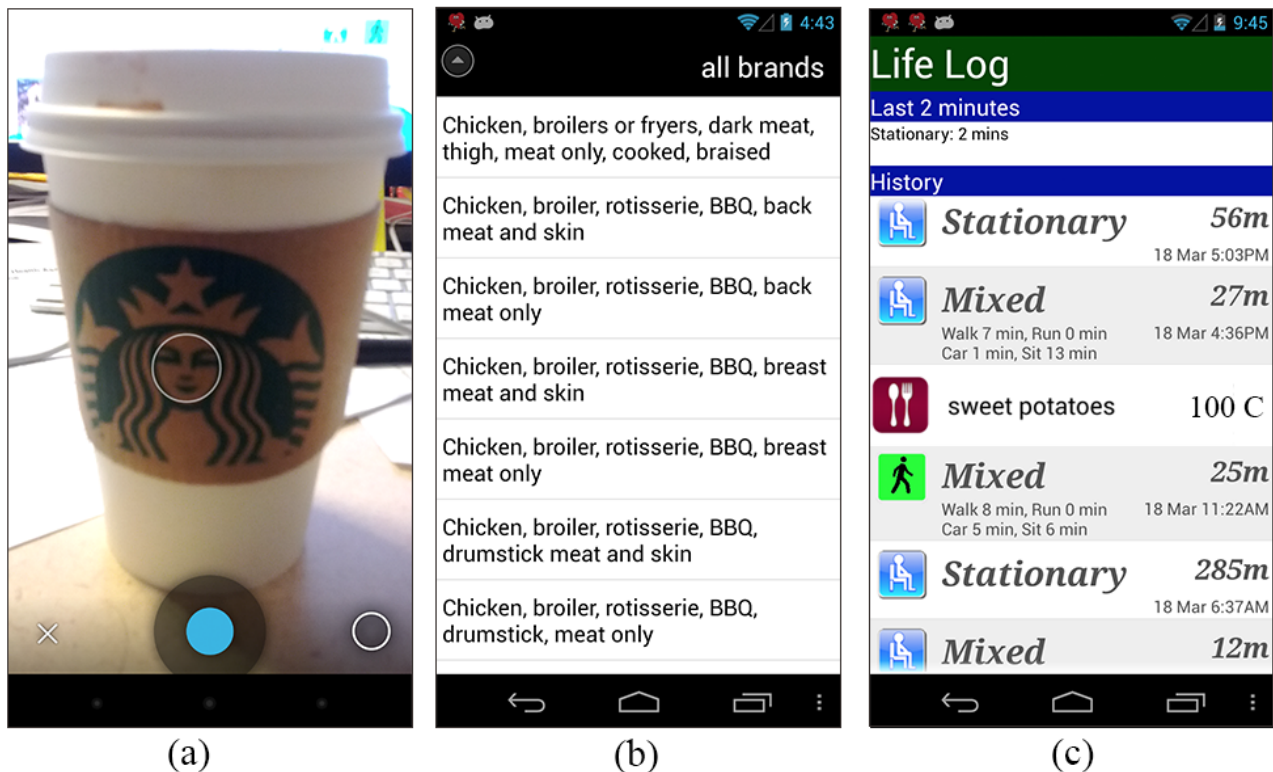 4:43
all brands
Chicken, broilers or fryers, dark meat,
thigh, meat only, cooked, braised
Chicken, broiler, rotisserie, BBQ, back
meat and skin
Chicken, broiler, rotisserie, BBQ, back
meat only
Chicken, broiler, rotisserie, BBQ, breast
meat and skin
Chicken, broiler, rotisserie, BBQ, breast
meat only
Chicken, broiler, rotisserie, BBQ,
drumstick meat and skin
Chicken, broiler, rotisserie, BBQ,
drumstick, meat only
9:45
Life Log
Last 2 minutes
Stationary: 2 mins
History
Stationary 56m
18 Mar 5:03PM
Mixed 27m
Walk 7 min, Run 0 min 18 Mar 4:36PM
Car 1 min, Sit 13 min
sweet potatoes 100 C
Mixed 25m
Walk 8 min, Run 0 min 18 Mar 11:22AM
Car 5 min, Sit 6 min
Stationary 285m
18 Mar 6:37AM
Mixed 12m
(a) (b) (c)